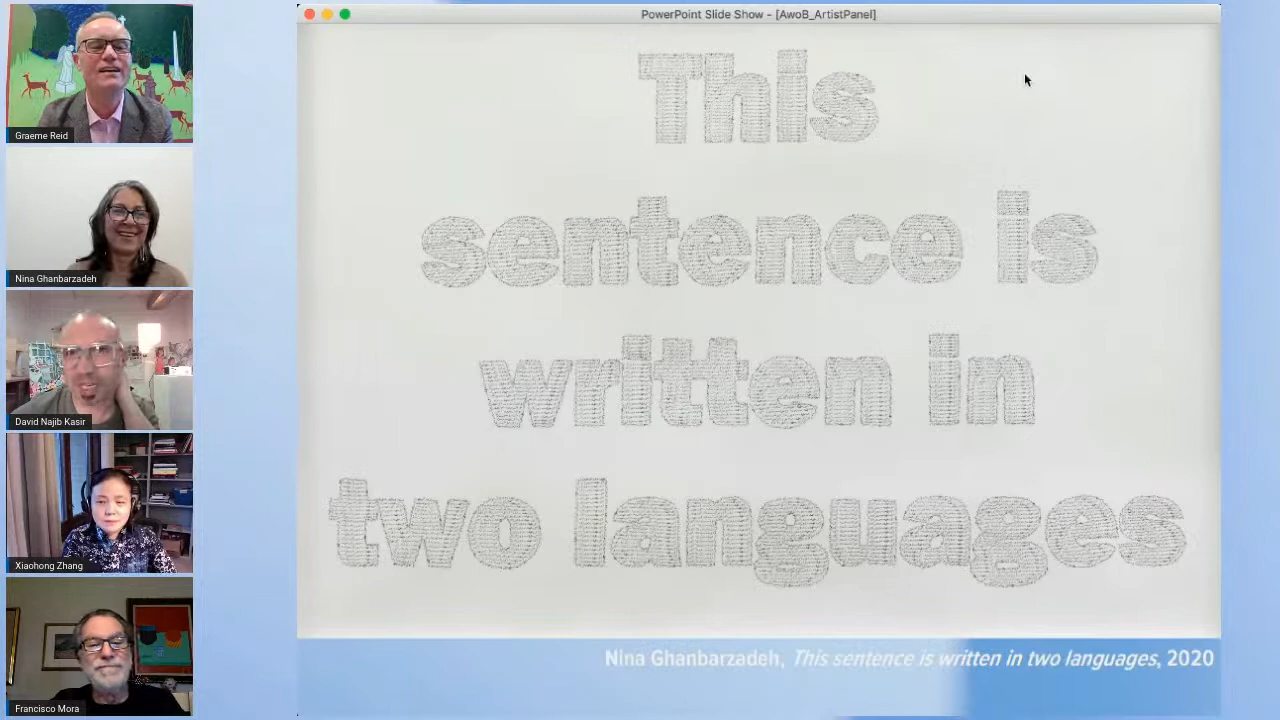 PowerPoint Slide Show - [AwoB_ArtistPanel]
This
sentence is
written in
two languages
Nina Ghanbarzadeh, This sentence is written in two languages, 2020
Graeme Reid
Nina Ghanbarzadeh
David Najib Kasir
Xiaohong Zhang
Francisco Mora